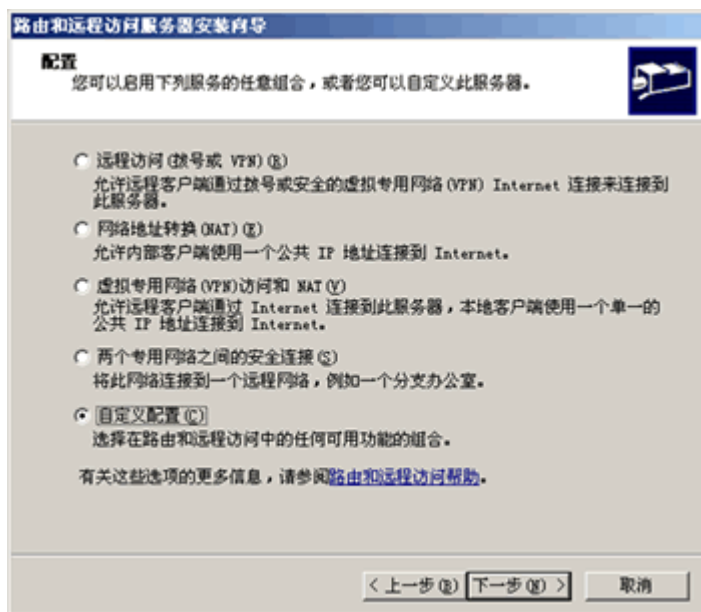 路由和远程访问服务器安装向导
配置
您可以启用下列服务的任意组合，或者您可以自定义此服务器。
远程访问(拨号或 VPN)(R)
允许远程客户端通过拨号或安全的虚拟专用网络(VPN) Internet 连接来连接到
此服务器。
网络地址转换(NAT)(E)
允许内部客户端使用一个公共 IP 地址连接到 Internet。
虚拟专用网络(VPN)访问和 NAT(V)
允许远程客户端通过 Internet 连接到此服务器，本地客户端使用一个单一的
公共 IP 地址连接到 Internet。
两个专用网络之间的安全连接(S)
将此网络连接到一个远程网络，例如一个分支办公室。
自定义配置(C)
选择在路由和远程访问中的任何可用功能的组合。
有关这些选项的更多信息，请参阅路由和远程访问帮助。
< 上一步(B) 下一步(N) > 取消